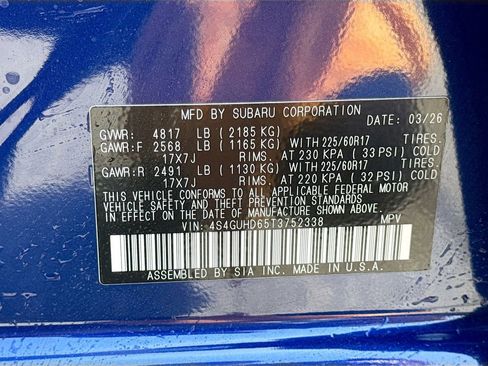 MFD BY SUBARU CORPORATION DATE: 03/26
GVWR: 4817 LB (2185 KG)
GAWR:F 2568 LB (1165 KG) WITH 225/60R17 TIRES.
17X7J RIMS. AT 230 KPA (33 PSI) COLD
GAWR:R 2491 LB (1130 KG) WITH 225/60R17 TIRES.
17X7J RIMS. AT 220 KPA (32 PSI) COLD
THIS VEHICLE CONFORMS TO ALL APPLICABLE FEDERAL MOTOR
VEHICLE SAFETY AND THEFT PREVENTION STANDARDS
IN EFFECT ON THE DATE OF MANUFACTURE SHOWN ABOVE.
VIN: 4S4GUHD65T3752338 MPV
ASSEMBLED BY SIA INC. MADE IN U.S.A.